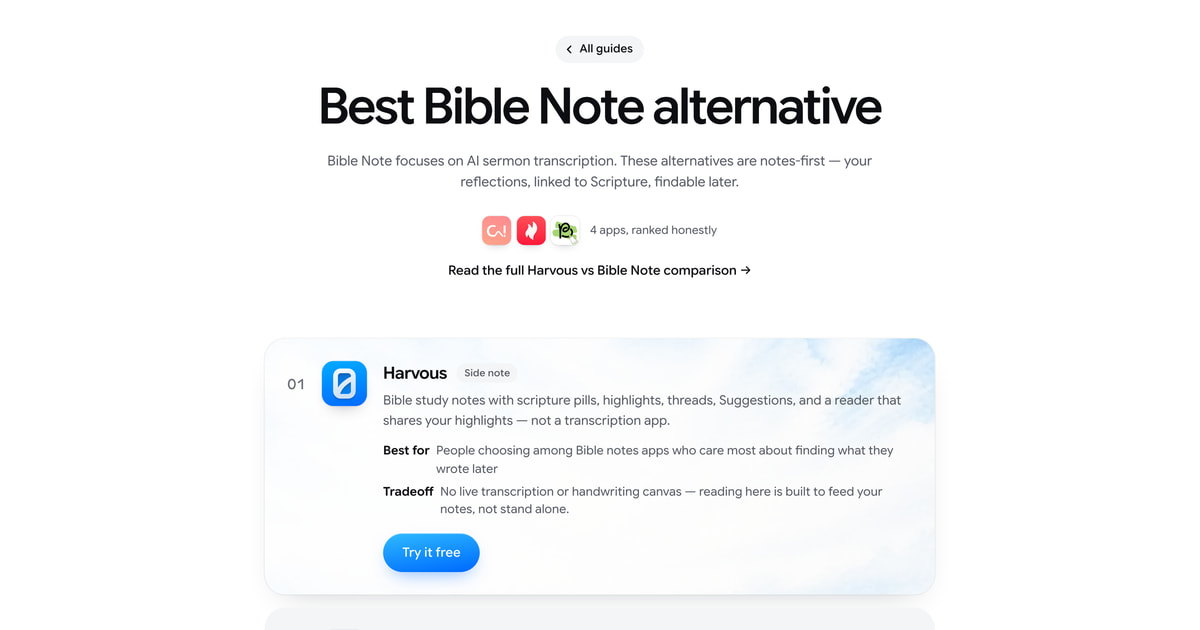 All guides
Best Bible Note alternative
Bible Note focuses on AI sermon transcription. These alternatives are notes-first — your
reflections, linked to Scripture, findable later.
4 apps, ranked honestly
Read the full Harvous vs Bible Note comparison →
01
Harvous
Side note
Bible study notes with scripture pills, highlights, threads, Suggestions, and a reader that
shares your highlights — not a transcription app.
Best for People choosing among Bible notes apps who care most about finding what they
wrote later
Tradeoff No live transcription or handwriting canvas — reading here is built to feed your
notes, not stand alone.
Try it free